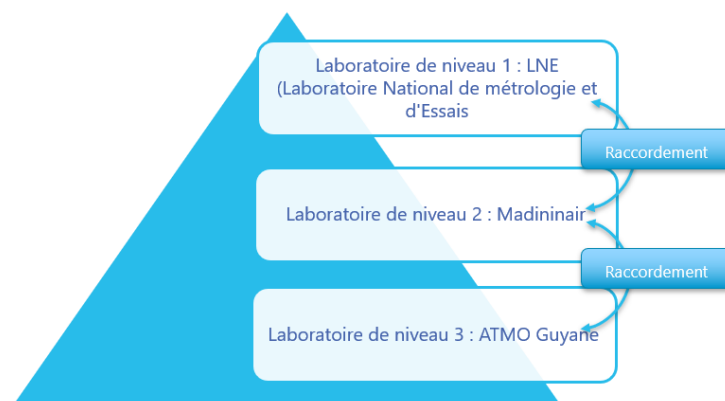 Laboratoire de niveau 1 : LNE
(Laboratoire National de métrologie et
d'Essais
Raccordement
Laboratoire de niveau 2 : Madininair
Raccordement
Laboratoire de niveau 3 : ATMO Guyane